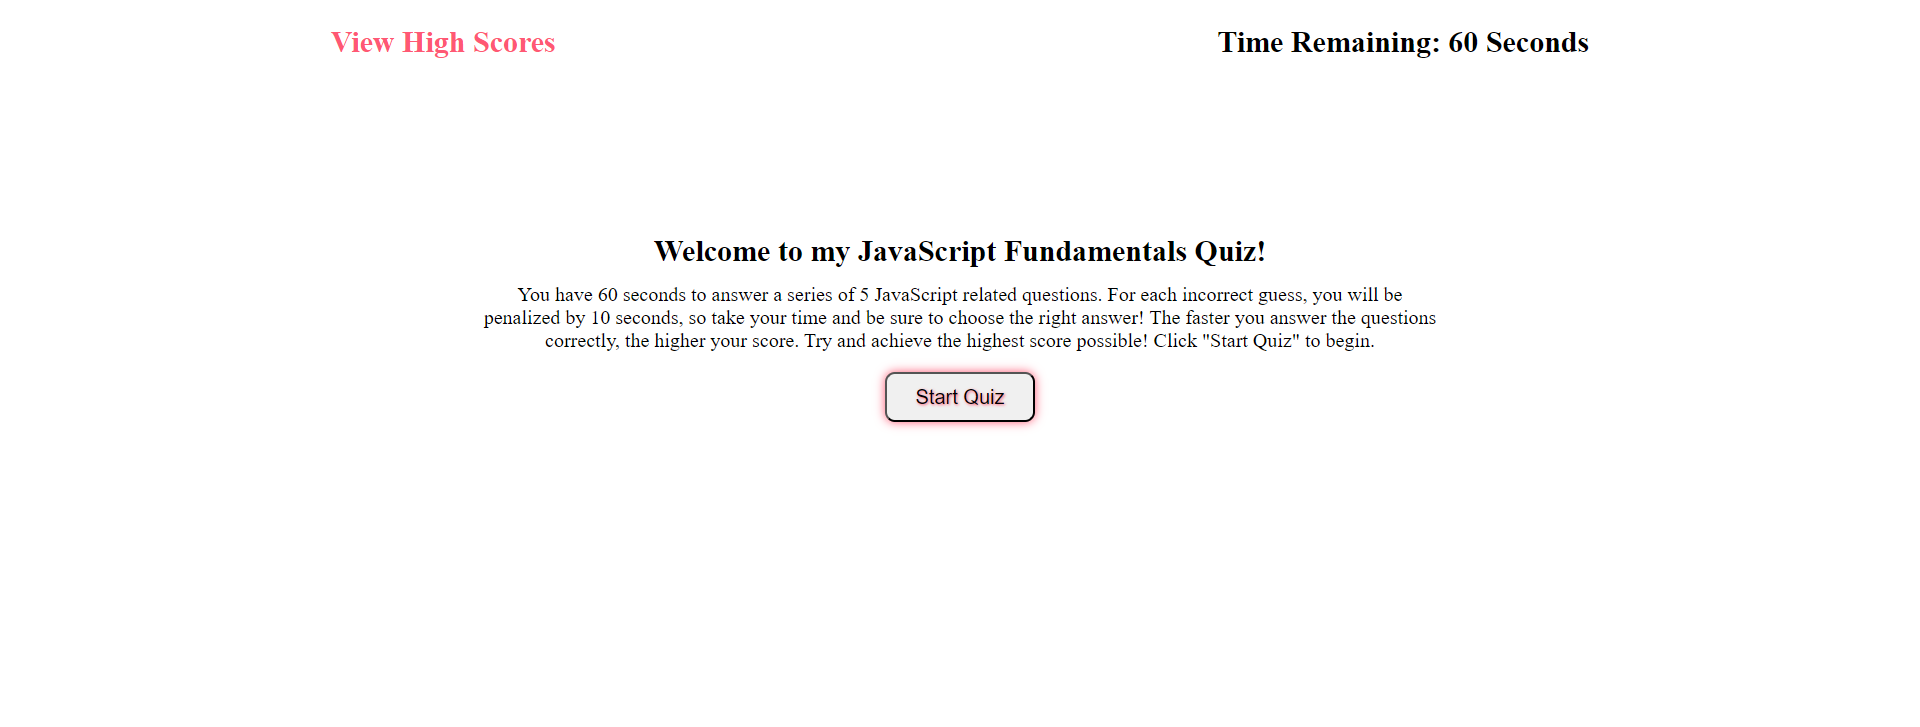 View High Scores
Time Remaining: 60 Seconds
Welcome to my JavaScript Fundamentals Quiz!
You have 60 seconds to answer a series of 5 JavaScript related questions. For each incorrect guess, you will be
penalized by 10 seconds, so take your time and be sure to choose the right answer! The faster you answer the questions
correctly, the higher your score. Try and achieve the highest score possible! Click "Start Quiz" to begin.
Start Quiz